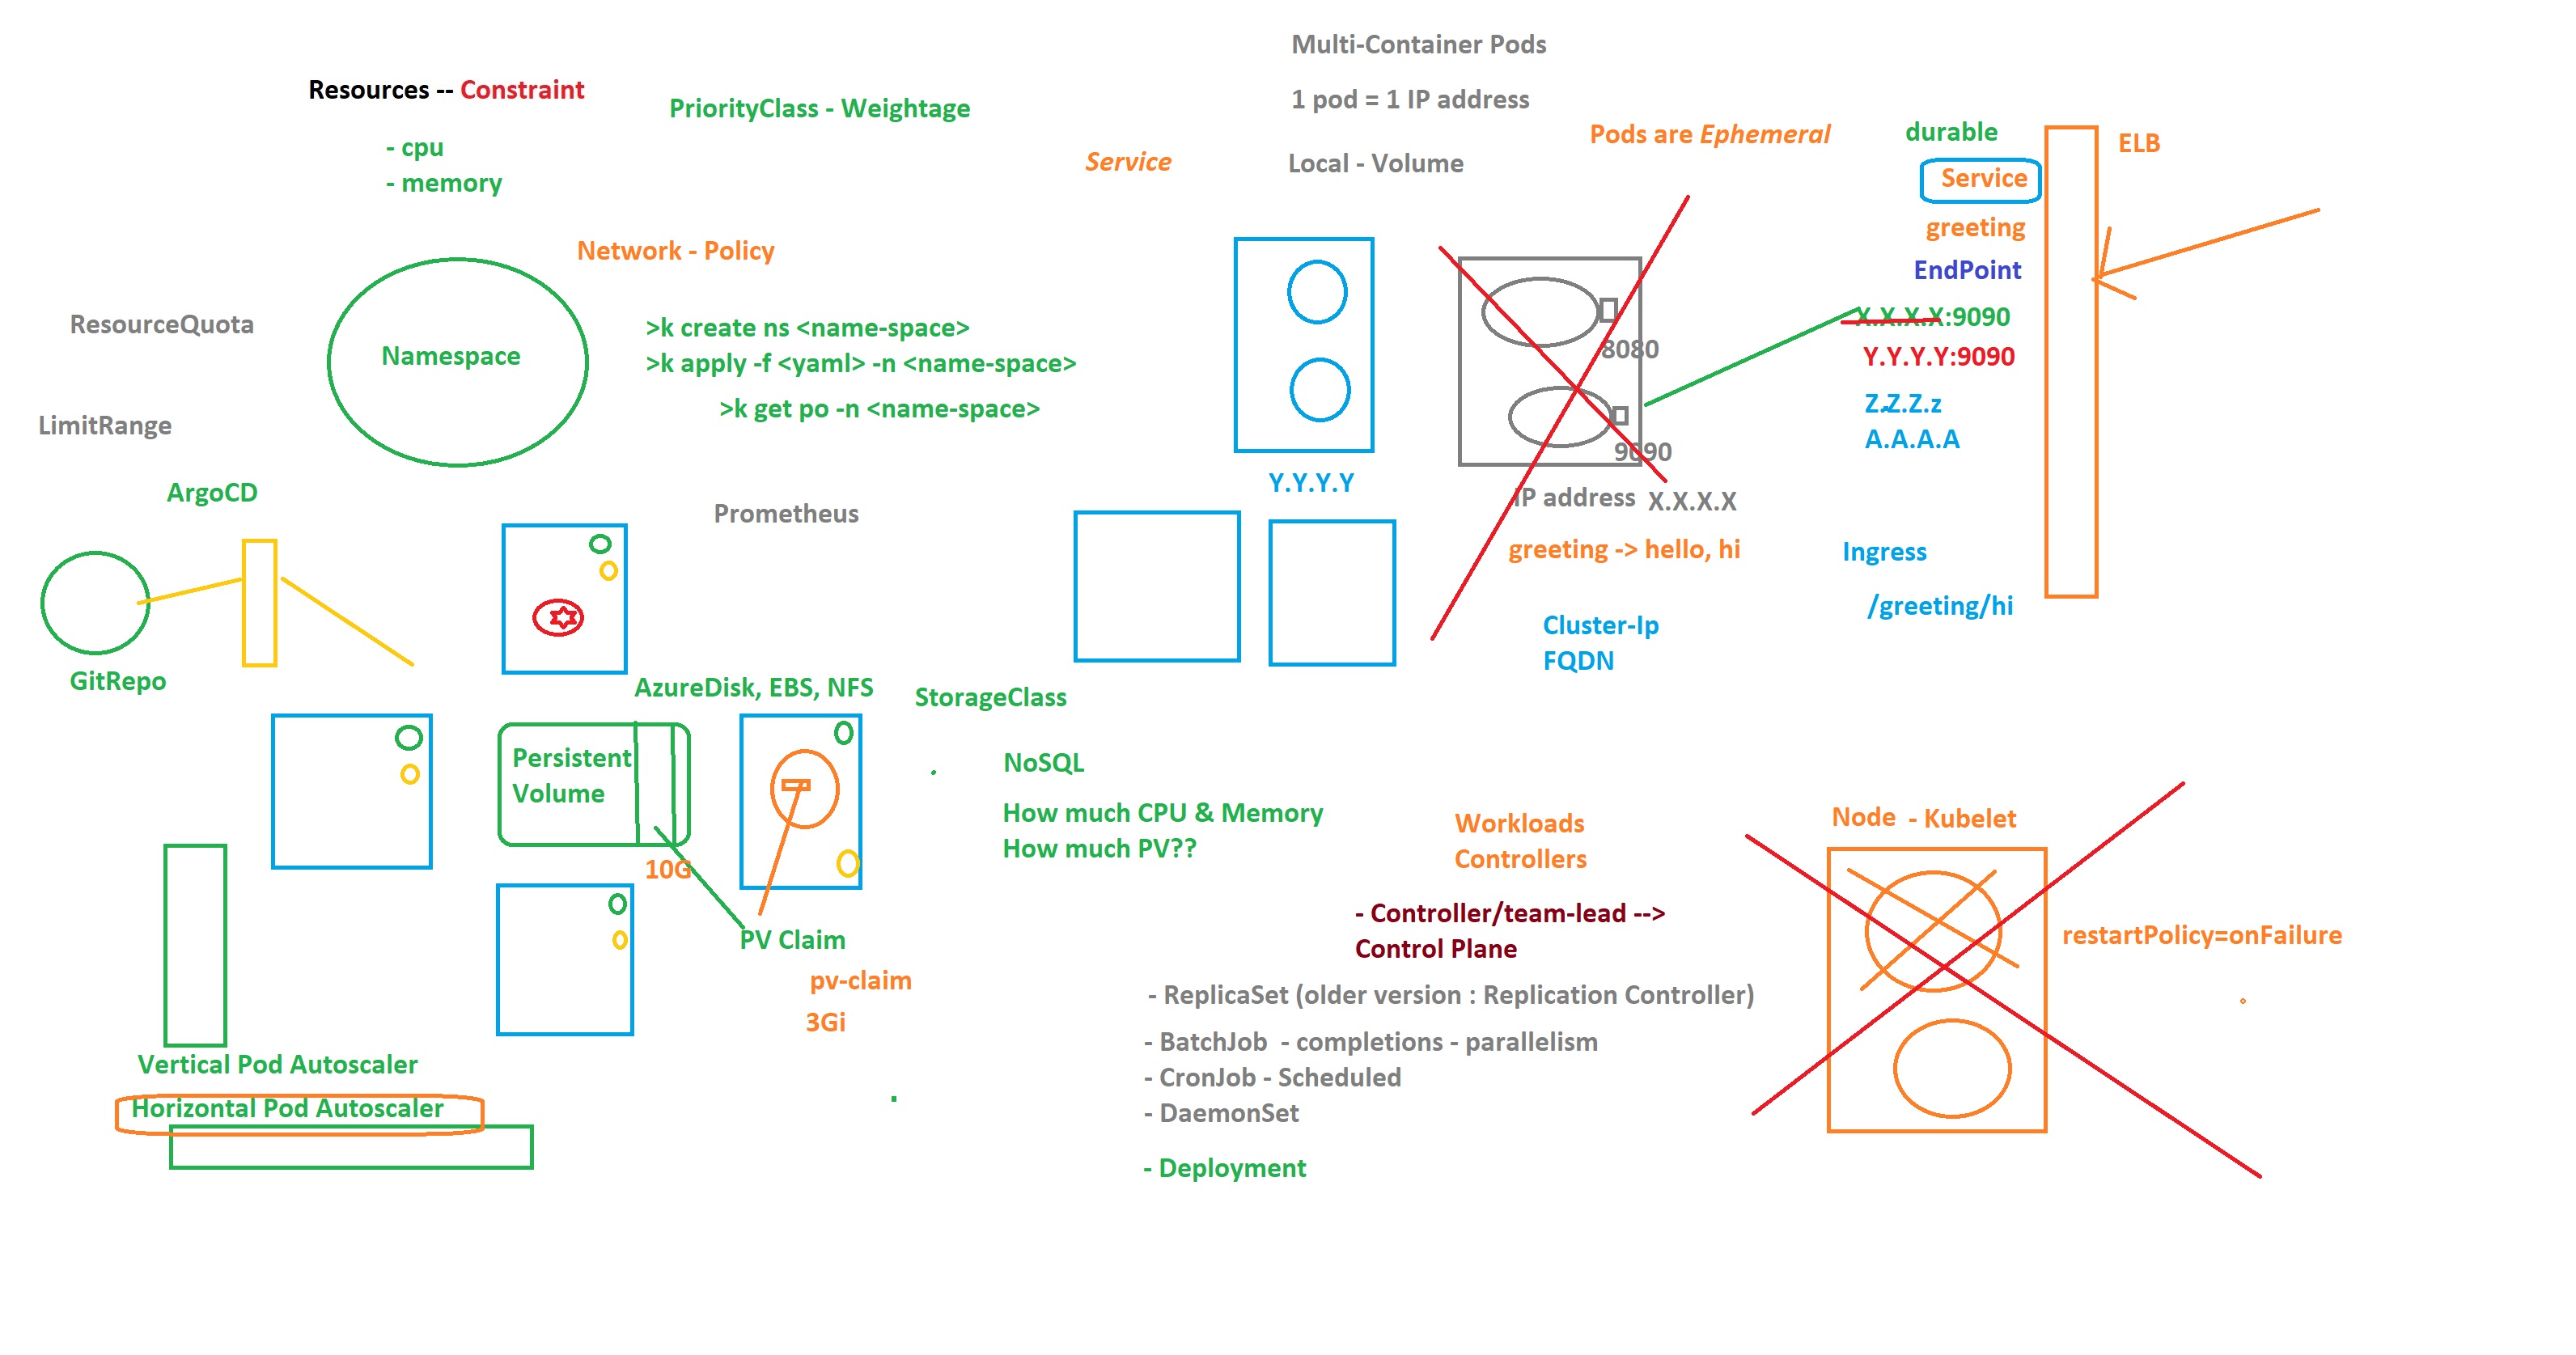 Multi-Container Pods
1 pod = 1 IP address
Local - Volume
Resources -- Constraint
- cpu
- memory
PriorityClass - Weightage
Service
Pods are Ephemeral
durable
Service
greeting
EndPoint
X.X.X.X:9090
Y.Y.Y.Y:9090
Z.Z.Z.z
A.A.A.A
ELB
Network - Policy
ResourceQuota
Namespace
LimitRange
>k create ns <name-space>
>k apply -f <yaml> -n <name-space>
>k get po -n <name-space>
8080
9090
Y.Y.Y.Y
IP address X.X.X.X
greeting -> hello, hi
Cluster-Ip
FQDN
Ingress
/greeting/hi
ArgoCD
GitRepo
Prometheus
AzureDisk, EBS, NFS
StorageClass
Persistent
Volume
10G
PV Claim
pv-claim
3Gi
NoSQL
How much CPU & Memory
How much PV??
Vertical Pod Autoscaler
Horizontal Pod Autoscaler
Workloads
Controllers
- Controller/team-lead -->
Control Plane
- ReplicaSet (older version : Replication Controller)
- BatchJob - completions - parallelism
- CronJob - Scheduled
- DaemonSet
- Deployment
Node - Kubelet
restartPolicy=onFailure